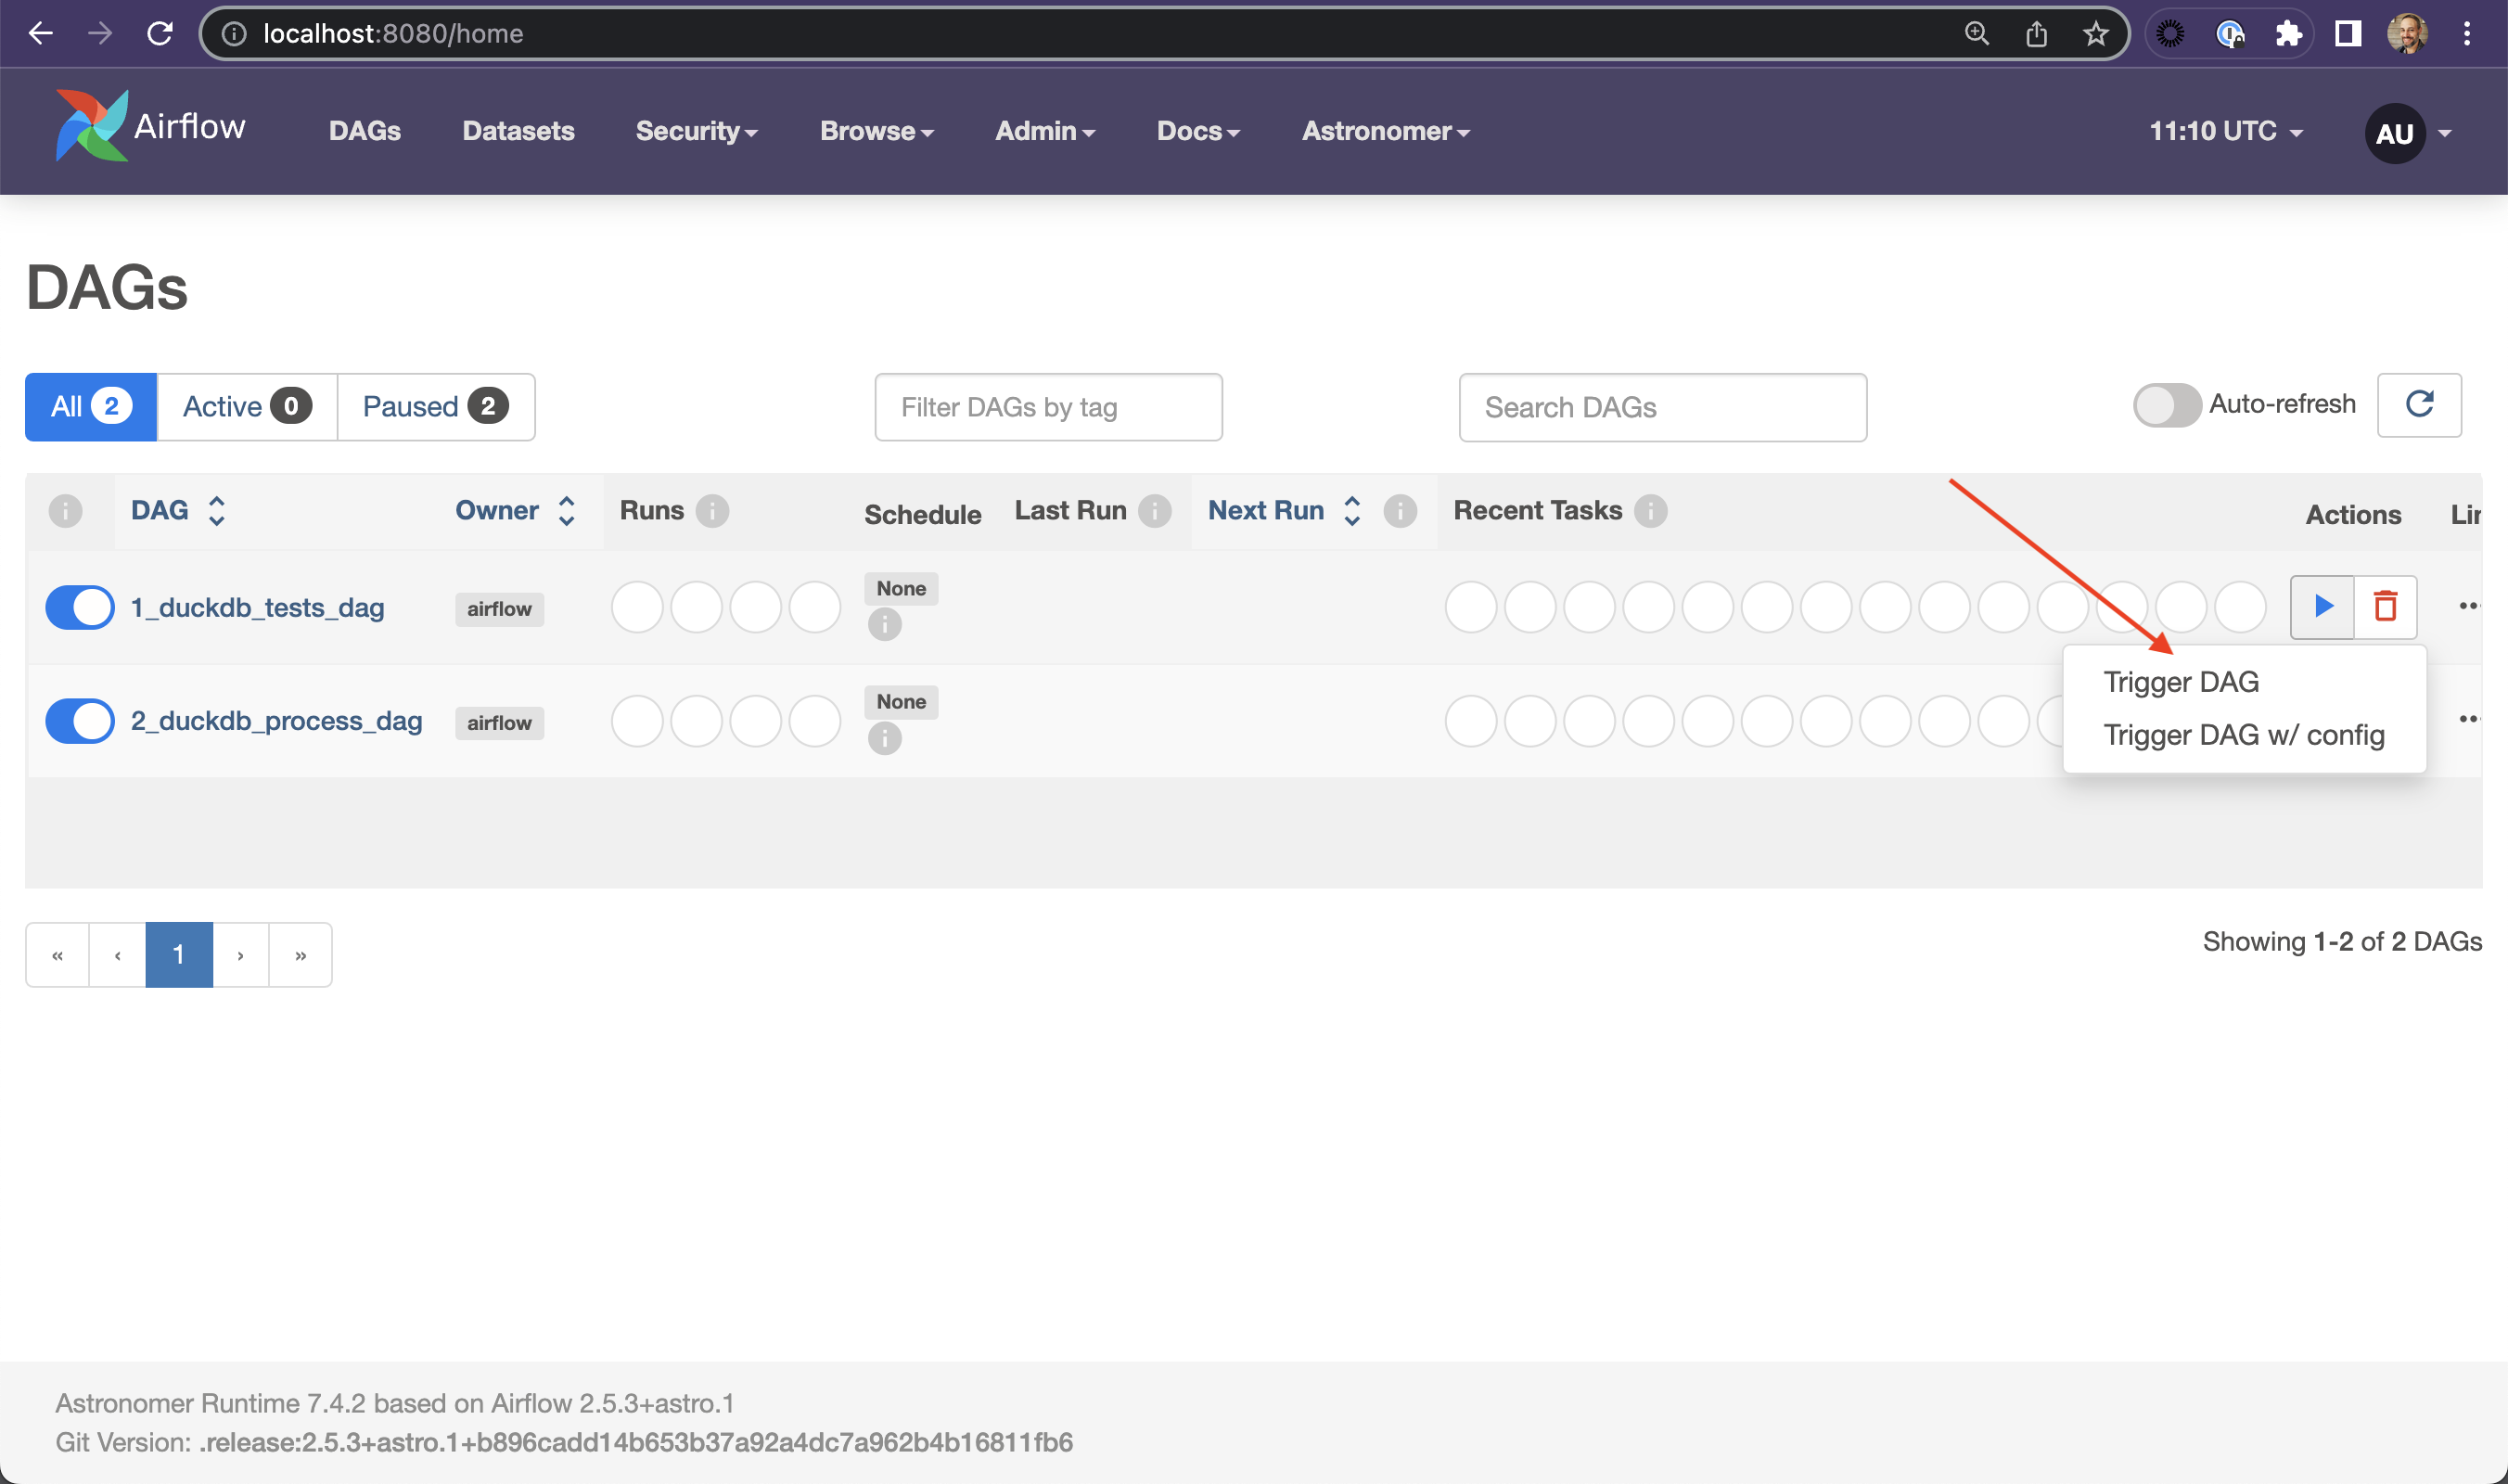 localhost:8080/home
Airflow DAGs Datasets Security Browse Admin Docs Astronomer 11:10 UTC AU
DAGs
All 2 Active 0 Paused 2 Filter DAGs by tag Search DAGs Auto-refresh
DAG Owner Runs Schedule Last Run Next Run Recent Tasks Actions Lin
1_duckdb_tests_dag airflow None
Trigger DAG
2_duckdb_process_dag airflow None
Trigger DAG w/ config
« ‹ 1 › »
Showing 1-2 of 2 DAGs
Astronomer Runtime 7.4.2 based on Airflow 2.5.3+astro.1
Git Version: .release:2.5.3+astro.1+b896cadd14b653b37a92a4dc7a962b4b16811fb6